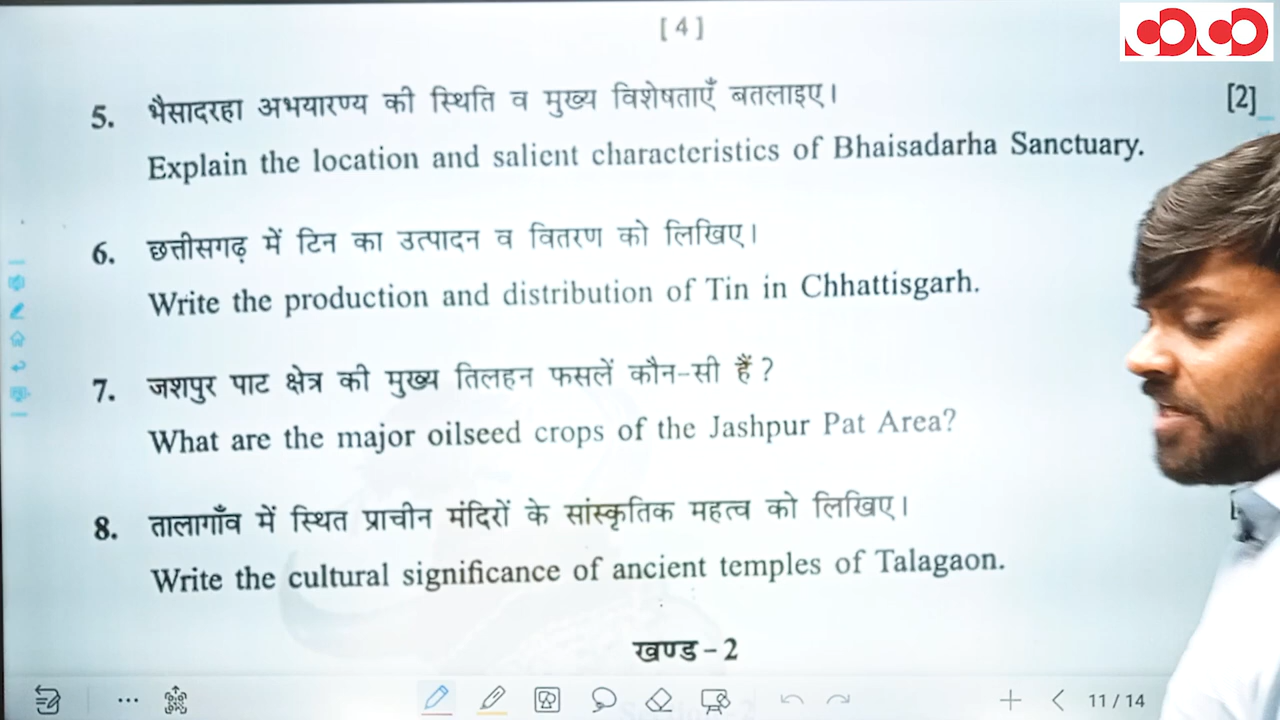 [ 4 ]
5. भैसादरहा अभयारण्य की स्थिति व मुख्य विशेषताएँ बतलाइए। [2]
Explain the location and salient characteristics of Bhaisadarha Sanctuary.
6. छत्तीसगढ़ में टिन का उत्पादन व वितरण को लिखिए।
Write the production and distribution of Tin in Chhattisgarh.
7. जशपुर पाट क्षेत्र की मुख्य तिलहन फसलें कौन-सी हैं ?
What are the major oilseed crops of the Jashpur Pat Area?
8. तालागाँव में स्थित प्राचीन मंदिरों के सांस्कृतिक महत्व को लिखिए।
Write the cultural significance of ancient temples of Talagaon.
खण्ड – 2
11 / 14